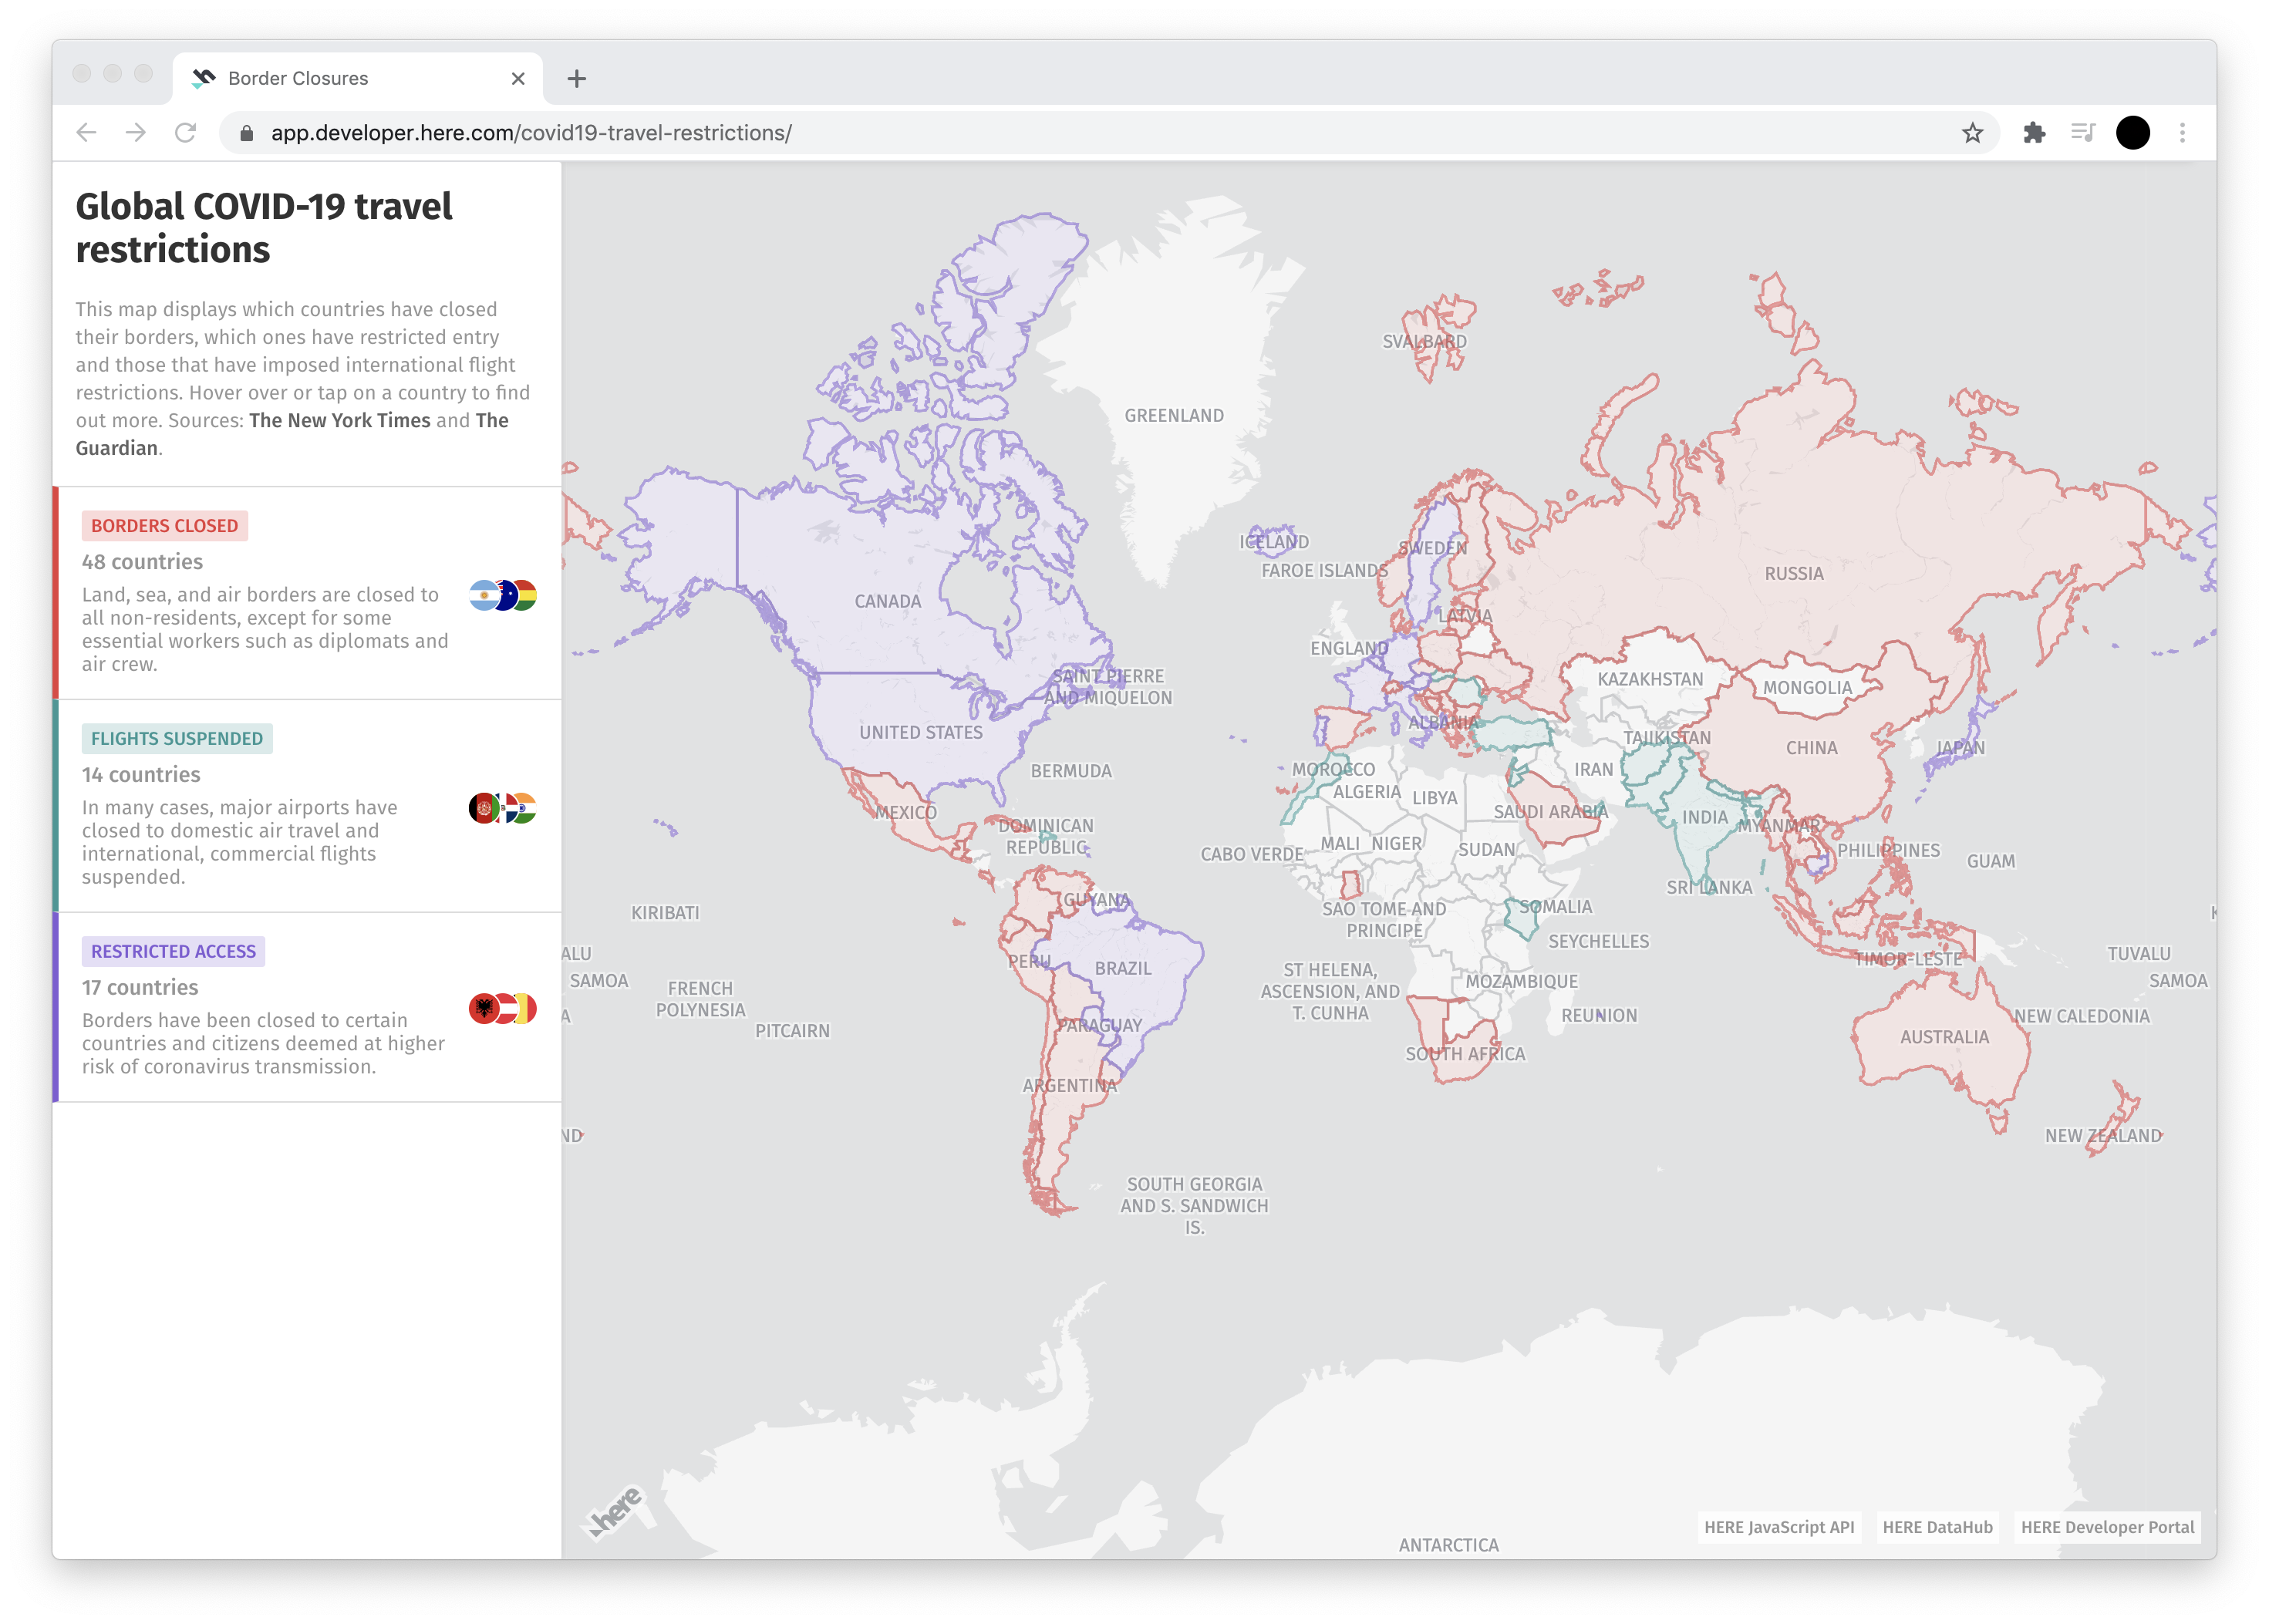 Border Closures
app.developer.here.com/covid19-travel-restrictions/
Global COVID-19 travel
restrictions
This map displays which countries have closed
their borders, which ones have restricted entry
and those that have imposed international flight
restrictions. Hover over or tap on a country to find
out more. Sources: The New York Times and The
Guardian.
BORDERS CLOSED
48 countries
Land, sea, and air borders are closed to
all non-residents, except for some
essential workers such as diplomats and
air crew.
FLIGHTS SUSPENDED
14 countries
In many cases, major airports have
closed to domestic air travel and
international, commercial flights
suspended.
RESTRICTED ACCESS
17 countries
Borders have been closed to certain
countries and citizens deemed at higher
risk of coronavirus transmission.
SVALBARD
GREENLAND
ICELAND
SWEDEN
FAROE ISLANDS
RUSSIA
CANADA
LATVIA
ENGLAND
SAINT PIERRE
AND MIQUELON
KAZAKHSTAN
MONGOLIA
UNITED STATES
ALBANIA
TAJIKISTAN
CHINA
JAPAN
BERMUDA
MOROCCO
IRAN
ALGERIA
LIBYA
MEXICO
SAUDI ARABIA
INDIA
MYANMAR
DOMINICAN
REPUBLIC
MALI
NIGER
SUDAN
CABO VERDE
PHILIPPINES
GUAM
SRI LANKA
GUYANA
KIRIBATI
SAO TOME AND
PRINCIPE
SOMALIA
SEYCHELLES
ALU
TUVALU
PERU
BRAZIL
TIMOR-LESTE
SAMOA
SAMOA
FRENCH
POLYNESIA
ST HELENA,
ASCENSION, AND
T. CUNHA
MOZAMBIQUE
REUNION
NEW CALEDONIA
PITCAIRN
PARAGUAY
AUSTRALIA
SOUTH AFRICA
ARGENTINA
ND
NEW ZEALAND
SOUTH GEORGIA
AND S. SANDWICH
IS.
here
HERE JavaScript API
HERE DataHub
HERE Developer Portal
ANTARCTICA